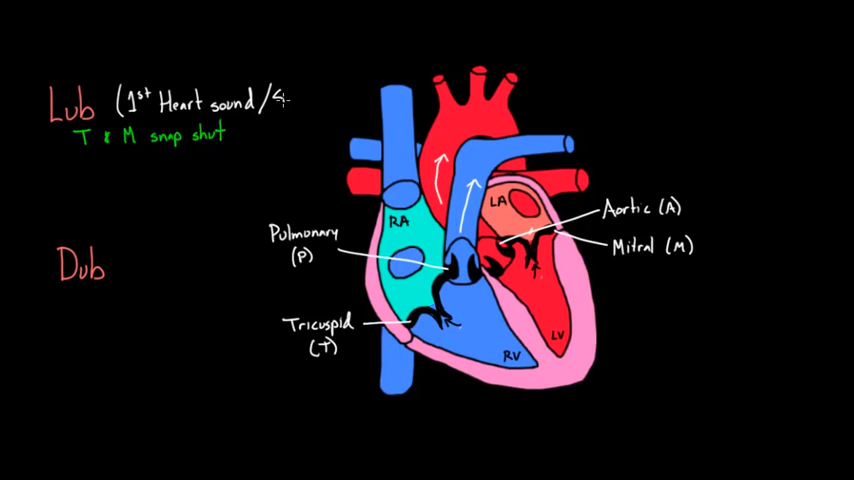 Lub (1st Heart sound/
T & M snap shut
Dub
Pulmonary
(P)
Tricuspid
(T)
RA
LA
RV
LV
Aortic (A)
Mitral (M)